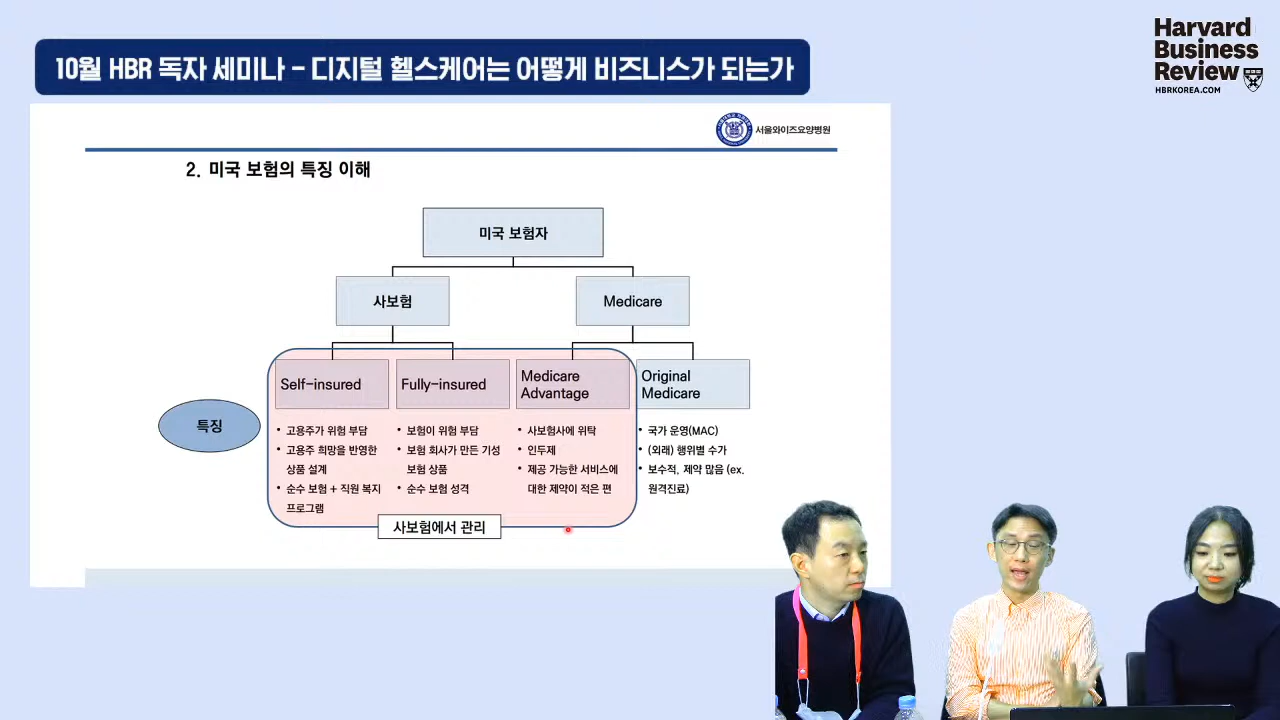 10월 HBR 독자 세미나 - 디지털 헬스케어는 어떻게 비즈니스가 되는가
Harvard
Business
Review
HBRKOREA.COM
서울와이즈요양병원
2. 미국 보험의 특징 이해
미국 보험자
사보험
Medicare
Self-insured
Fully-insured
Medicare
Advantage
Original
Medicare
특징
• 고용주가 위험 부담
• 고용주 희망을 반영한
상품 설계
• 순수 보험 + 직원 복지
프로그램
• 보험이 위험 부담
• 보험 회사가 만든 기성
보험 상품
• 순수 보험 성격
• 사보험사에 위탁
• 인두제
• 제공 가능한 서비스에
대한 제약이 적은 편
• 국가 운영(MAC)
• (외래) 행위별 수가
• 보수적, 제약 많음 (ex.
원격진료)
사보험에서 관리